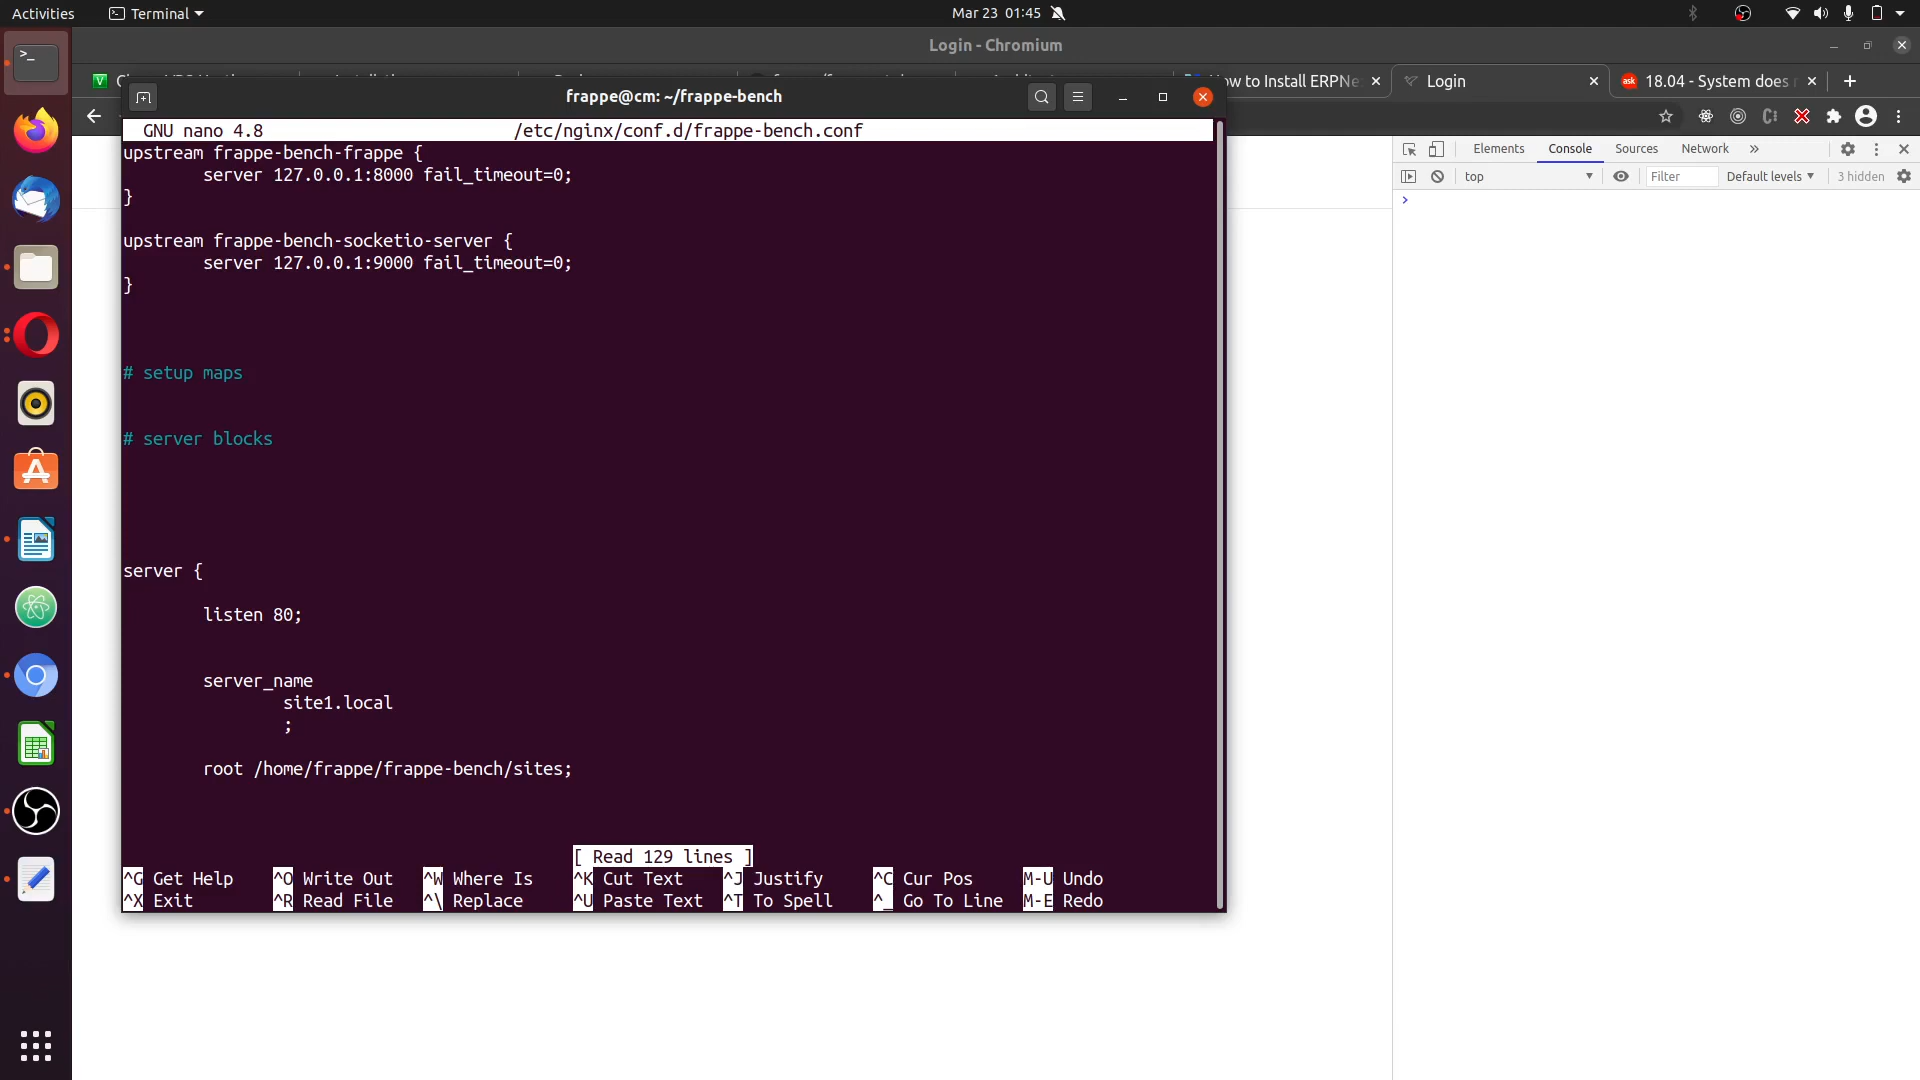 Activities
Terminal
Mar 23 01:45
Login - Chromium
How to Install ERPNe
Login
18.04 - System does
frappe@cm: ~/frappe-bench
GNU nano 4.8 /etc/nginx/conf.d/frappe-bench.conf
upstream frappe-bench-frappe {
server 127.0.0.1:8000 fail_timeout=0;
}
upstream frappe-bench-socketio-server {
server 127.0.0.1:9000 fail_timeout=0;
}
# setup maps
# server blocks
server {
listen 80;
server_name
site1.local
;
root /home/frappe/frappe-bench/sites;
[ Read 129 lines ]
^G Get Help ^O Write Out ^W Where Is ^K Cut Text ^J Justify ^C Cur Pos M-U Undo
^X Exit ^R Read File ^\ Replace ^U Paste Text ^T To Spell ^_ Go To Line M-E Redo
Elements Console Sources Network »
top Filter Default levels 3 hidden
>